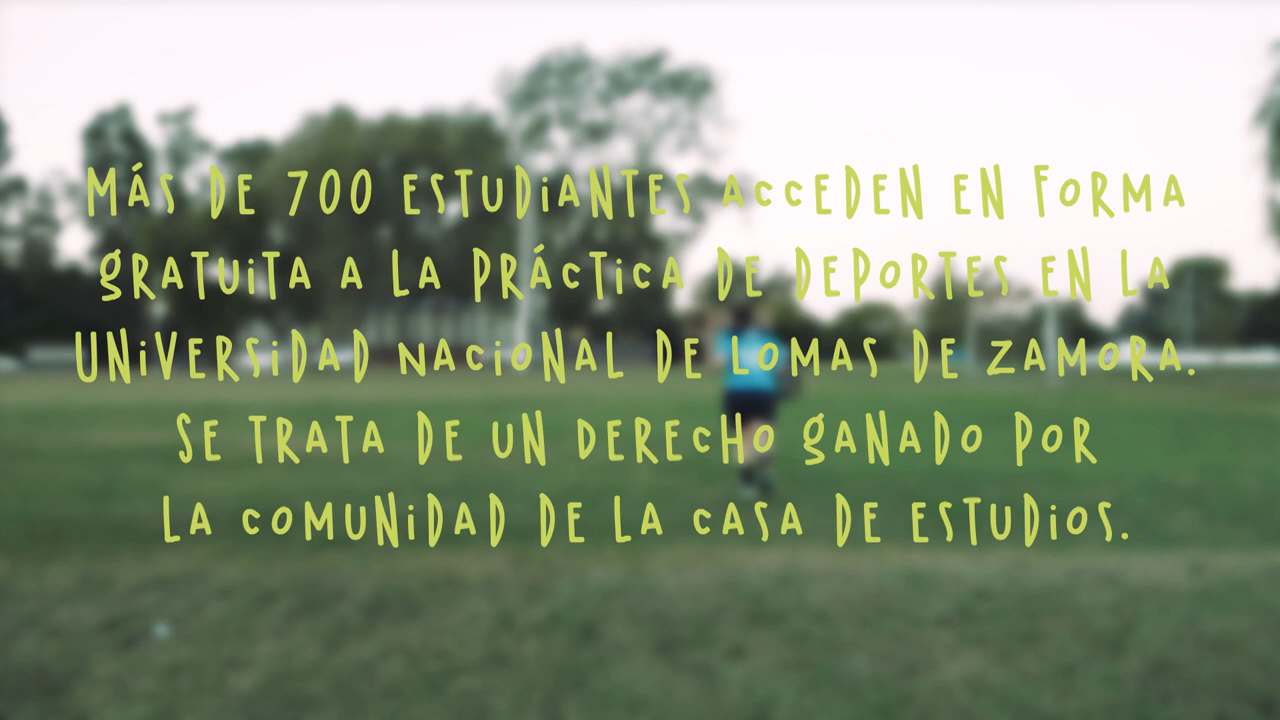 MÁS DE 700 ESTUDIANTES ACCEDEN EN FORMA
GRATUITA A LA PRÁCTICA DE DEPORTES EN LA
UNIVERSIDAD NACIONAL DE LOMAS DE ZAMORA.
SE TRATA DE UN DERECHO GANADO POR
LA COMUNIDAD DE LA CASA DE ESTUDIOS.